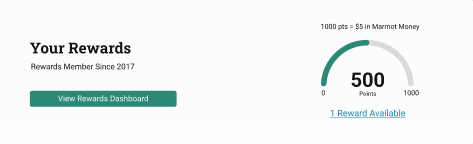 1000 pts = $5 in Marmot Money
Your Rewards
Rewards Member Since 2017
View Rewards Dashboard
500
Points
0
1000
1 Reward Available